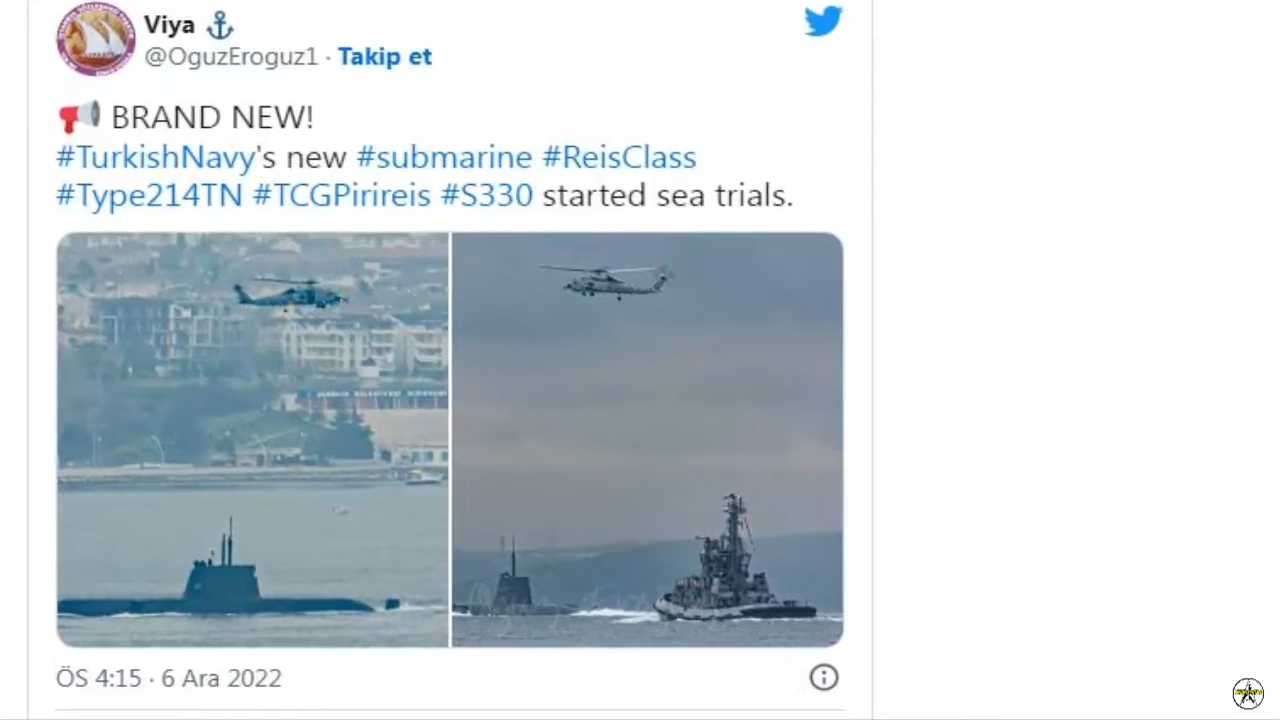 Viya
@OguzEroguz1 · Takip et
BRAND NEW!
#TurkishNavy's new #submarine #ReisClass
#Type214TN #TCGPirireis #S330 started sea trials.
ÖS 4:15 · 6 Ara 2022